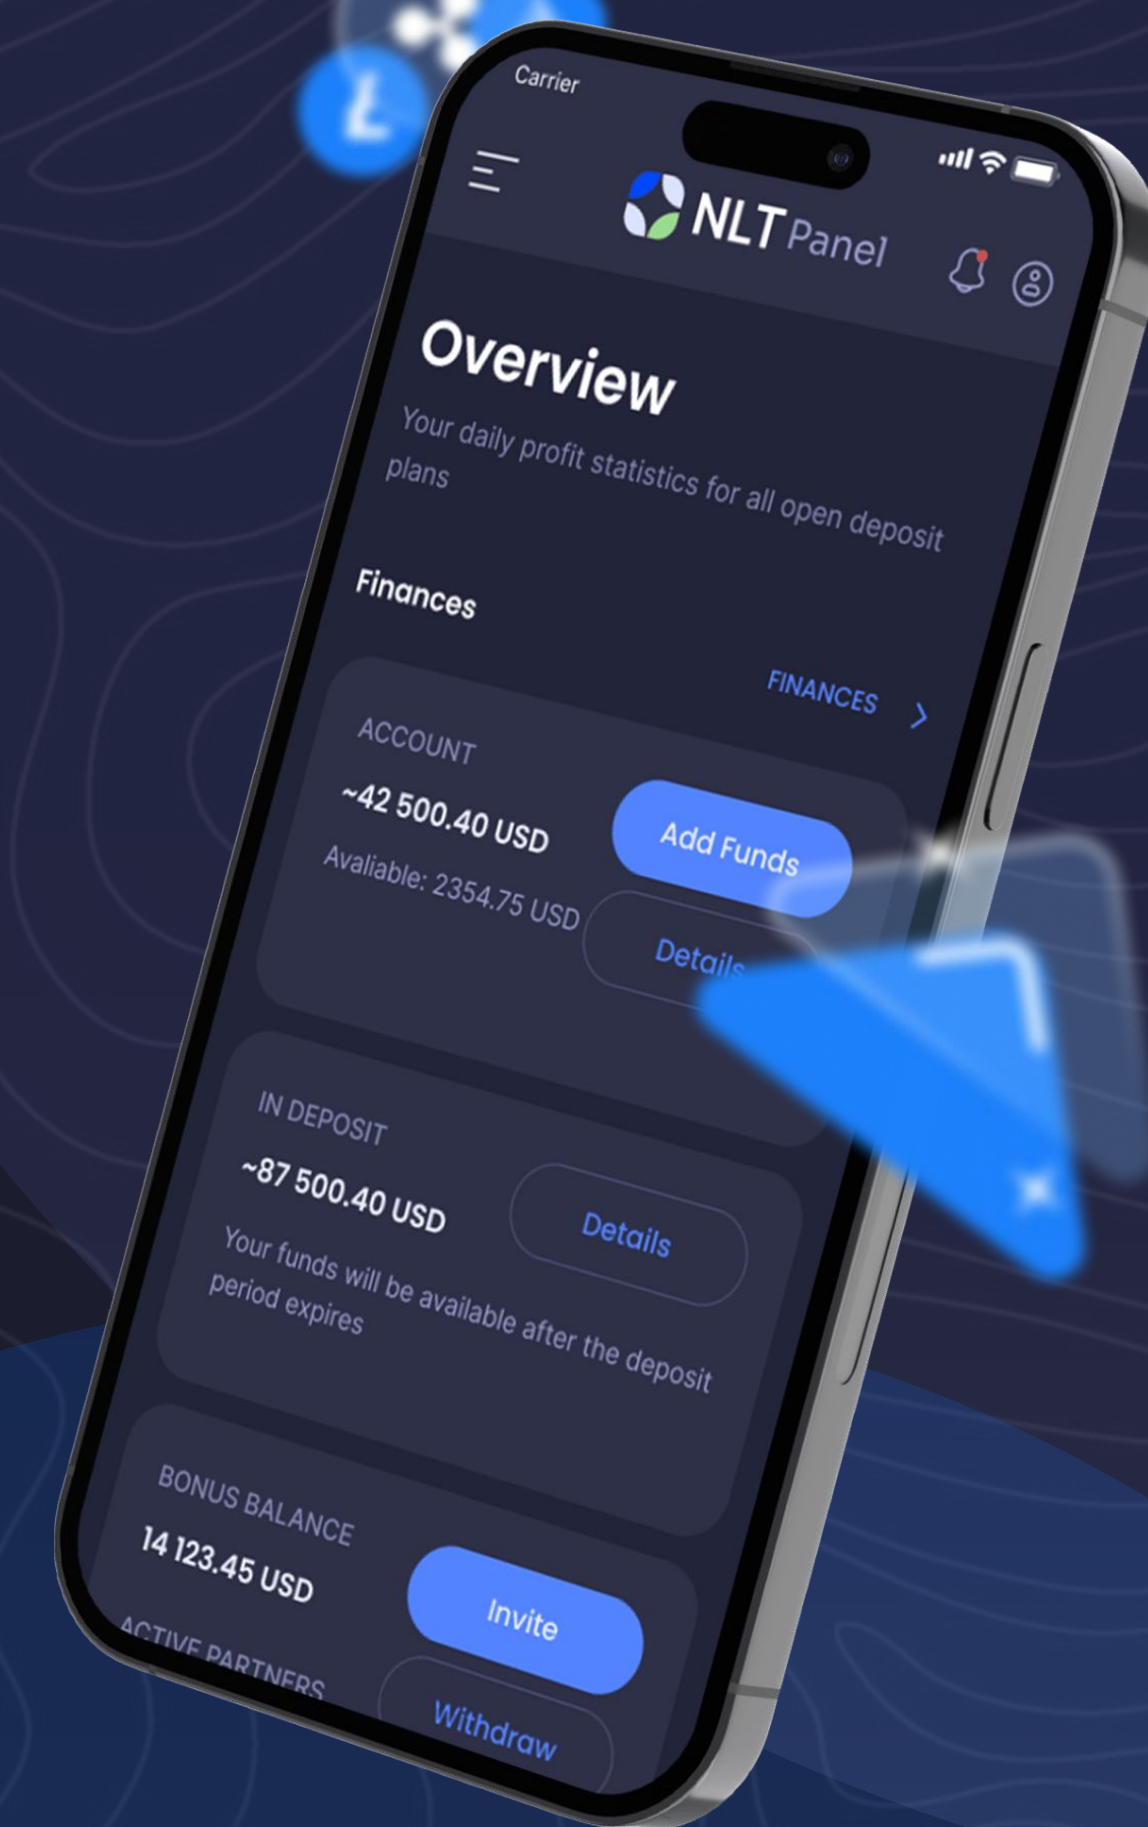 Carrier
NLT Panel
Overview
Your daily profit statistics for all open deposit
plans
Finances
FINANCES
ACCOUNT
~42 500.40 USD
Add Funds
Avaliable: 2354.75 USD
Details
IN DEPOSIT
~87 500.40 USD
Details
Your funds will be available after the deposit
period expires
BONUS BALANCE
14 123.45 USD
Invite
ACTIVE PARTNERS
Withdraw